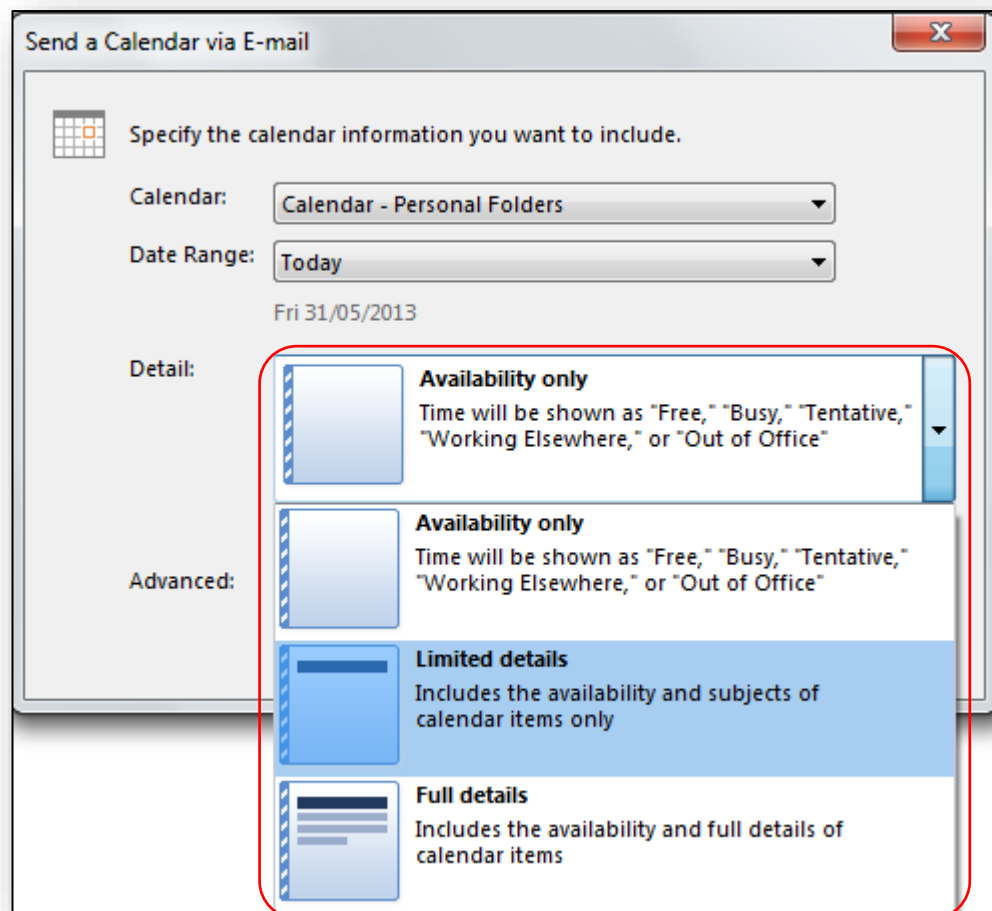 Send a Calendar via E-mail
Specify the calendar information you want to include.
Calendar:
Calendar - Personal Folders
Date Range:
Today
Fri 31/05/2013
Detail:
Availability only
Time will be shown as "Free," "Busy," "Tentative,"
"Working Elsewhere," or "Out of Office"
Availability only
Time will be shown as "Free," "Busy," "Tentative,"
"Working Elsewhere," or "Out of Office"
Advanced:
Limited details
Includes the availability and subjects of
calendar items only
Full details
Includes the availability and full details of
calendar items